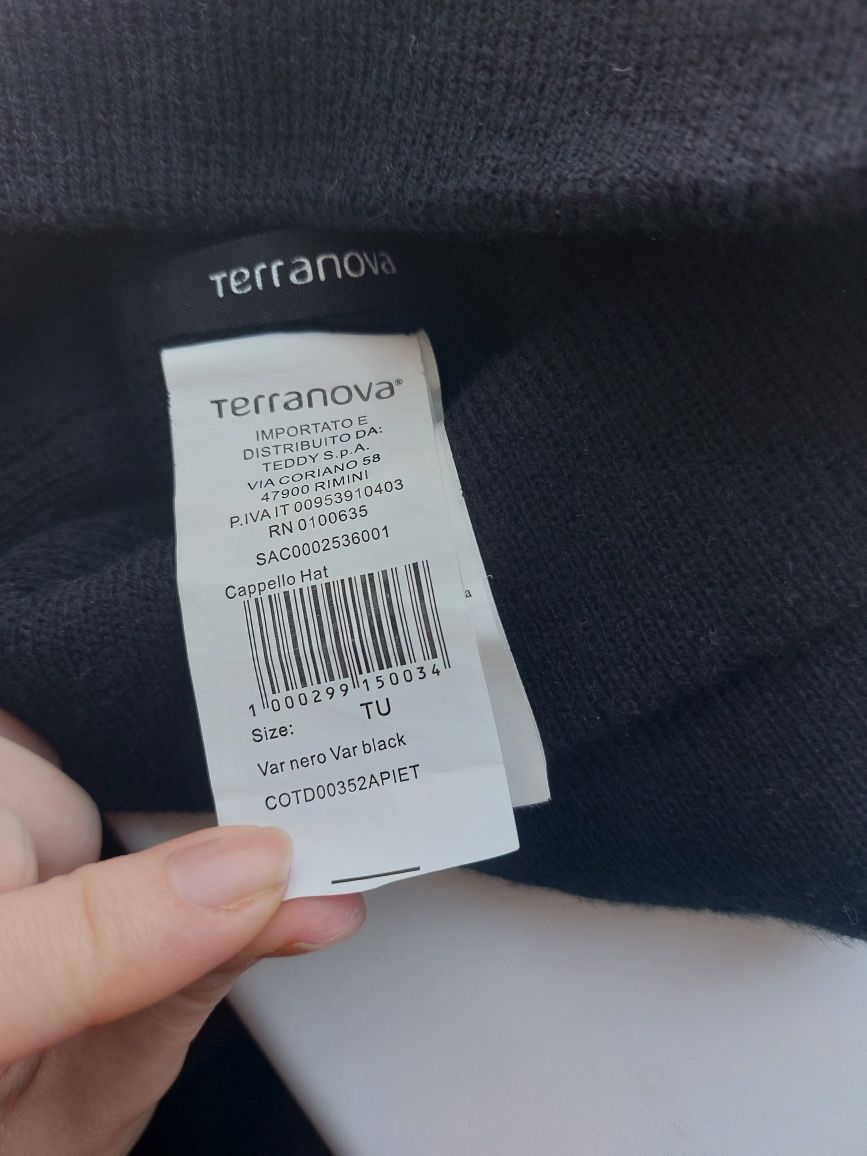 Terranova
Terranova®
IMPORTATO E
DISTRIBUITO DA:
TEDDY S.p.A.
VIA CORIANO 58
47900 RIMINI
P.IVA IT 00953910403
RN 0100635
SAC0002536001
Cappello Hat
1 000299 150034
Size: TU
Var nero Var black
COTD00352APIET
a